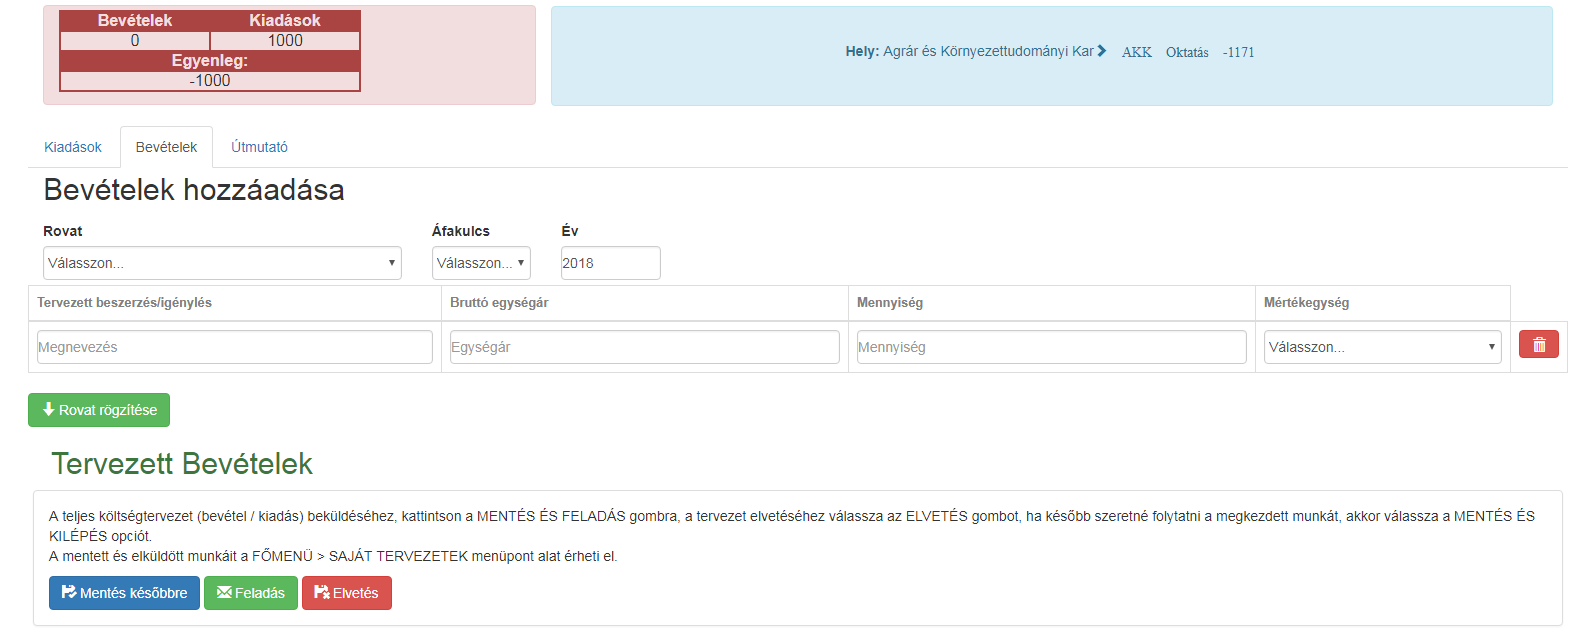 Bevételek Kiadások
0 1000
Egyenleg:
-1000
Hely: Agrár és Környezettudományi Kar AKK Oktatás -1171
Kiadások Bevételek Útmutató
Bevételek hozzáadása
Rovat Áfakulcs Év
Válasszon... Válasszon... 2018
Tervezett beszerzés/igénylés Bruttó egységár Mennyiség Mértékegység
Megnevezés Egységár Mennyiség Válasszon...
Rovat rögzítése
Tervezett Bevételek
A teljes költségtervezet (bevétel / kiadás) beküldéséhez, kattintson a MENTÉS ÉS FELADÁS gombra, a tervezet elvetéséhez válassza az ELVETÉS gombot, ha később szeretné folytatni a megkezdett munkát, akkor válassza a MENTÉS ÉS
KILÉPÉS opciót.
A mentett és elküldött munkáit a FŐMENÜ > SAJÁT TERVEZETEK menüpont alat érheti el.
Mentés későbbre Feladás Elvetés